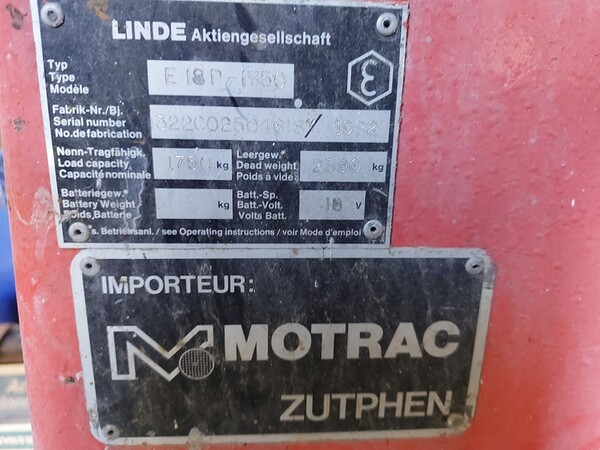 LINDE Aktiengesellschaft
Typ
Type
Modèle
Fabrik-Nr./Bj.
Serial number
No. de fabrication
Nenn-Tragfähigk.
Load capacity
Capacité nominale
1750 kg
Leergew.
Dead weight
Poids à vide
kg
Batteriegew.
Battery Weight
Poids Batterie
kg
Batt.-Sp.
Batt.-Volt.
Volts Batt.
48 V
s. Betriebsanl. / see Operating instructions / voir Mode d'emploi
IMPORTEUR:
MOTRAC
ZUTPHEN